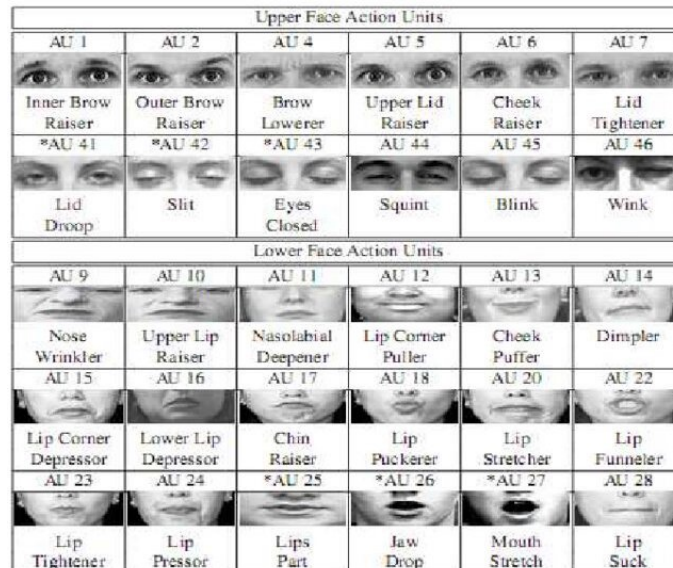 Upper Face Action Units
AU 1 AU 2 AU 4 AU 5 AU 6 AU 7
Inner Brow Outer Brow Brow Upper Lid Cheek Lid
Raiser Raiser Lowerer Raiser Raiser Tightener
*AU 41 *AU 42 *AU 43 AU 44 AU 45 AU 46
Lid Slit Eyes Squint Blink Wink
Droop Closed
Lower Face Action Units
AU 9 AU 10 AU 11 AU 12 AU 13 AU 14
Nose Upper Lip Nasolabial Lip Corner Cheek Dimpler
Wrinkler Raiser Deepener Puller Puffer
AU 15 AU 16 AU 17 AU 18 AU 20 AU 22
Lip Corner Lower Lip Chin Lip Lip Lip
Depressor Depressor Raiser Puckerer Stretcher Funneler
AU 23 AU 24 *AU 25 *AU 26 *AU 27 AU 28
Lip Lip Lips Jaw Mouth Lip
Tightener Pressor Part Drop Stretch Suck